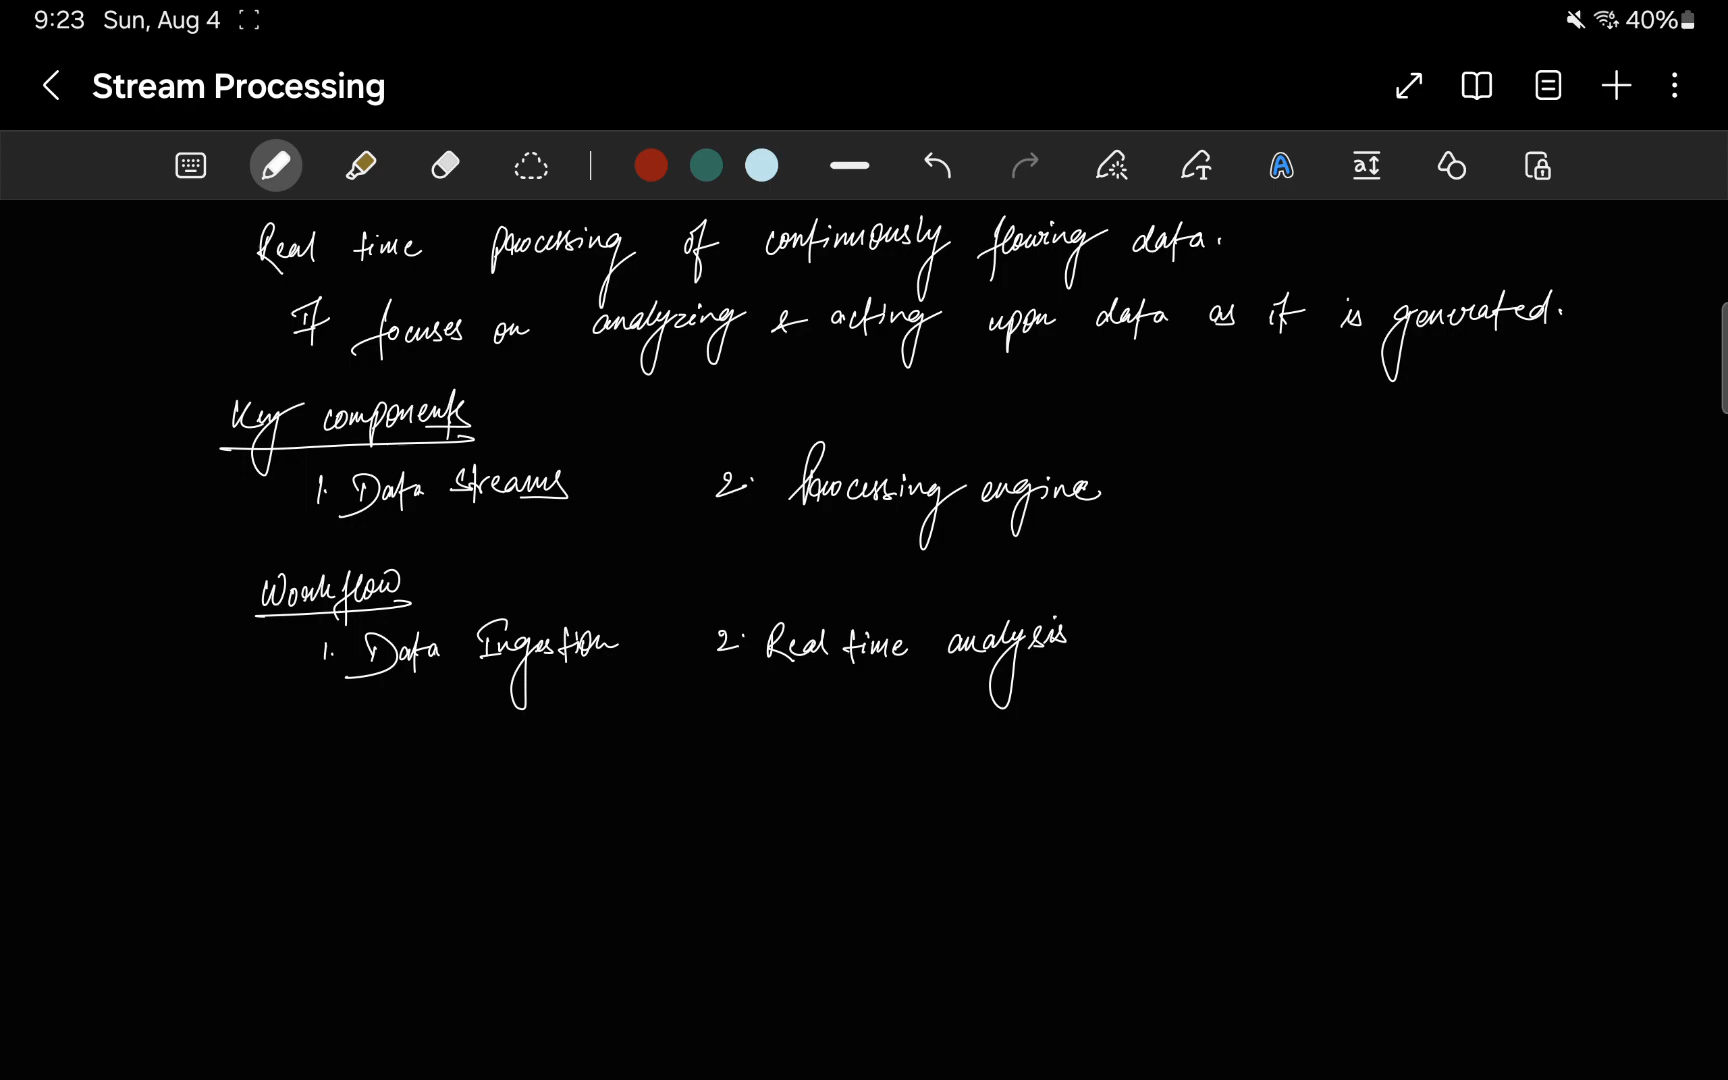 9:23 Sun, Aug 4 40%
Stream Processing
Real time processing of continuously flowing data.
It focuses on analyzing & acting upon data as it is generated.
Key components
1. Data Streams 2. Processing engine
Workflow
1. Data Ingestion 2. Real time analysis